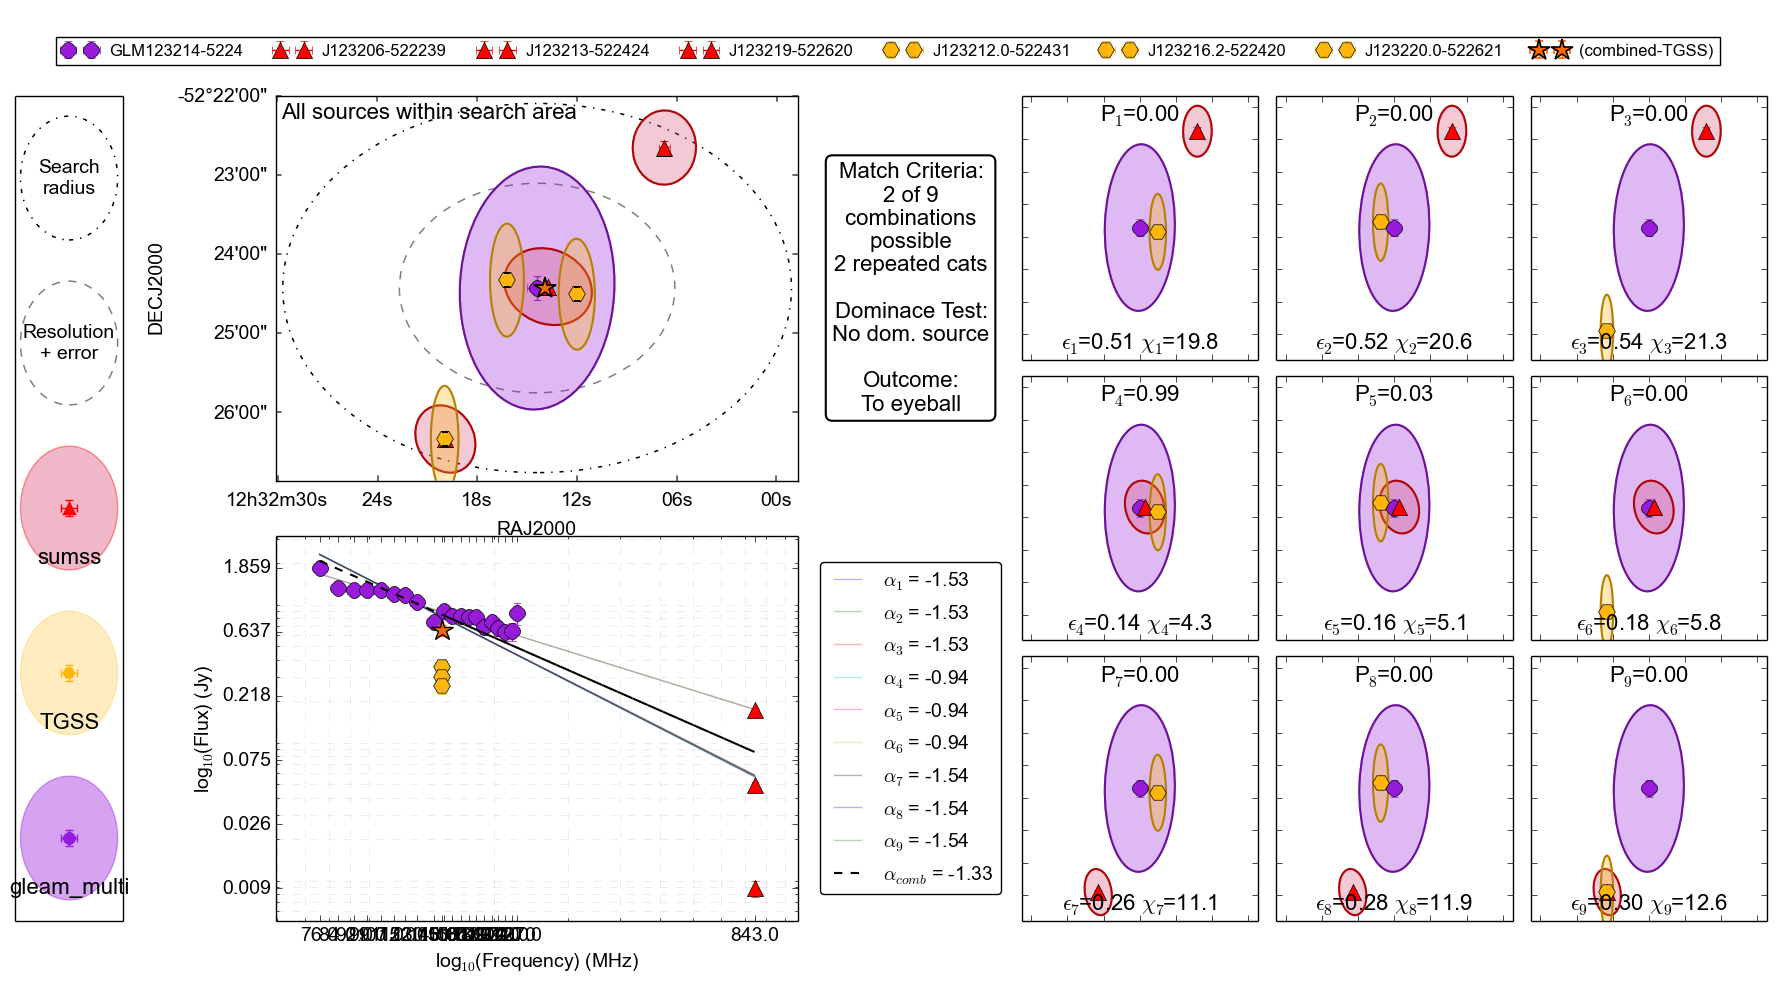 GLM123214-5224 J123206-522239 J123213-522424 J123219-522620 J123212.0-522431 J123216.2-522420 J123220.0-522621 (combined-TGSS)
Search
radius
Resolution
+ error
sumss
TGSS
gleam_multi
All sources within search area
-52°22'00"
23'00"
24'00"
25'00"
26'00"
DECJ2000
12h32m30s 24s 18s 12s 06s 00s
RAJ2000
Match Criteria:
2 of 9
combinations
possible
2 repeated cats
Dominace Test:
No dom. source
Outcome:
To eyeball
1.859
0.637
0.218
0.075
0.026
0.009
log10(Flux) (Jy)
843.0
log10(Frequency) (MHz)
α1 = -1.53
α2 = -1.53
α3 = -1.53
α4 = -0.94
α5 = -0.94
α6 = -0.94
α7 = -1.54
α8 = -1.54
α9 = -1.54
αcomb = -1.33
P1=0.00
ϵ1=0.51 χ1=19.8
P2=0.00
ϵ2=0.52 χ2=20.6
P3=0.00
ϵ3=0.54 χ3=21.3
P4=0.99
ϵ4=0.14 χ4=4.3
P5=0.03
ϵ5=0.16 χ5=5.1
P6=0.00
ϵ6=0.18 χ6=5.8
P7=0.00
ϵ7=0.26 χ7=11.1
P8=0.00
ϵ8=0.28 χ8=11.9
P9=0.00
ϵ9=0.30 χ9=12.6